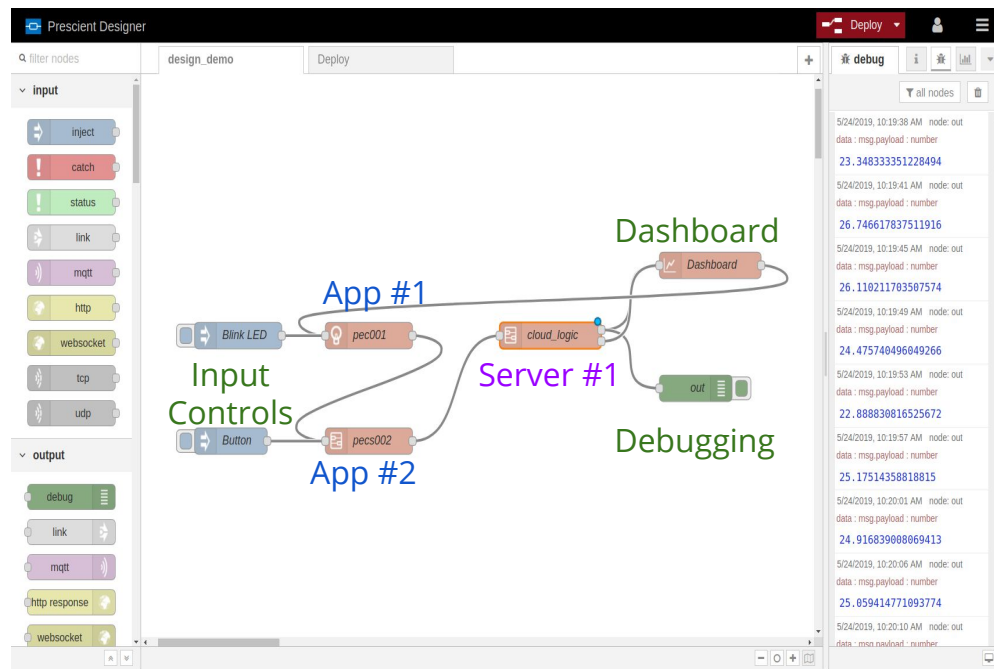 Prescient Designer
Deploy
filter nodes
design_demo
Deploy
debug
i
all nodes
input
inject
catch
status
link
mqtt
http
websocket
tcp
udp
output
debug
link
mqtt
http response
websocket
Dashboard
Dashboard
App #1
Blink LED
pec001
cloud_logic
Input
Controls
Server #1
out
Button
pecs002
App #2
Debugging
5/24/2019, 10:19:38 AM node: out
data : msg.payload : number
23.348333351228494
5/24/2019, 10:19:41 AM node: out
data : msg.payload : number
26.746617837511916
5/24/2019, 10:19:45 AM node: out
data : msg.payload : number
26.110211703507574
5/24/2019, 10:19:49 AM node: out
data : msg.payload : number
24.475740496049266
5/24/2019, 10:19:53 AM node: out
data : msg.payload : number
22.888830816525672
5/24/2019, 10:19:57 AM node: out
data : msg.payload : number
25.17514358818815
5/24/2019, 10:20:01 AM node: out
data : msg.payload : number
24.916839008069413
5/24/2019, 10:20:06 AM node: out
data : msg.payload : number
25.059414771093774
5/24/2019, 10:20:10 AM node: out
data : msg.payload : number